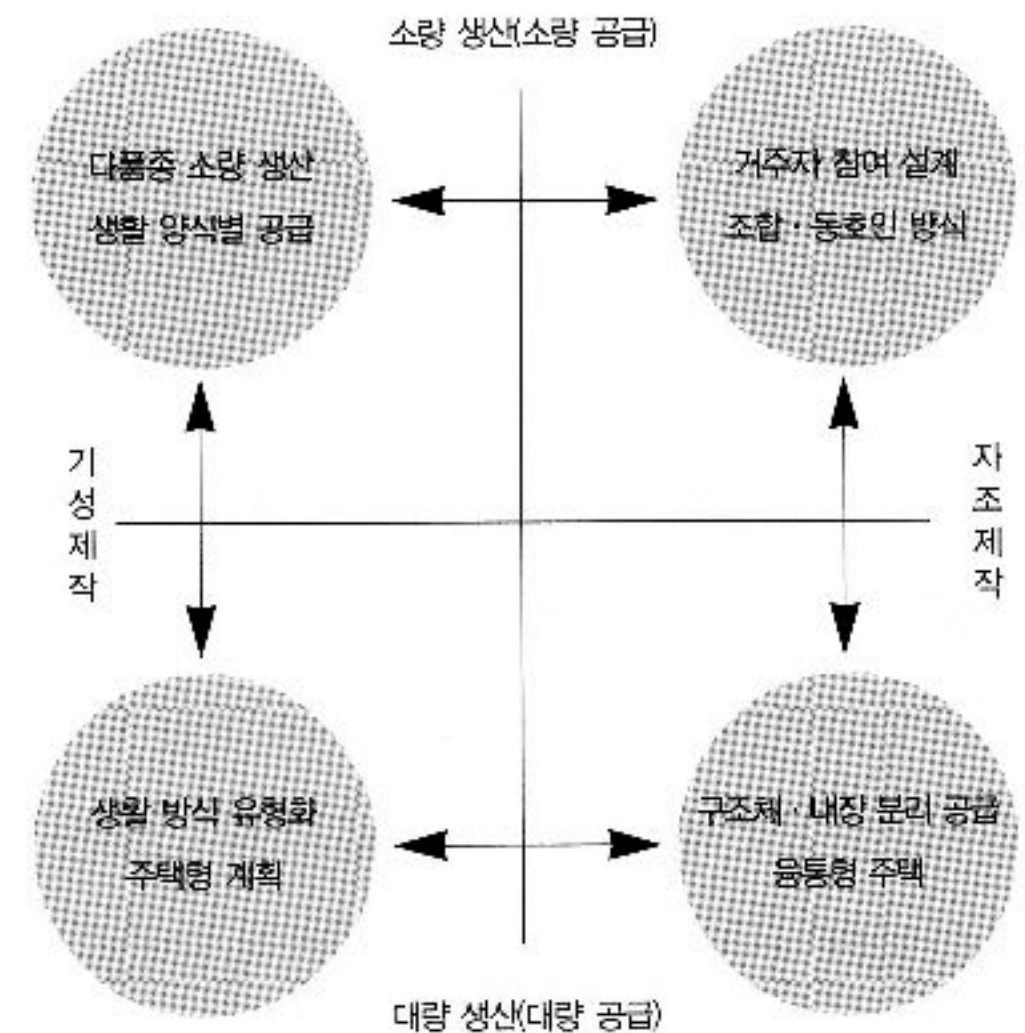 소량 생산(소량 공급)
다품종 소량 생산
생활 양식별 공급
거주자 참여 설계
조합·동호인 방식
기성제작
자조제작
생활 방식 유형화
주택형 계획
구조체·내장 분리 공급
융통형 주택
대량 생산(대량 공급)